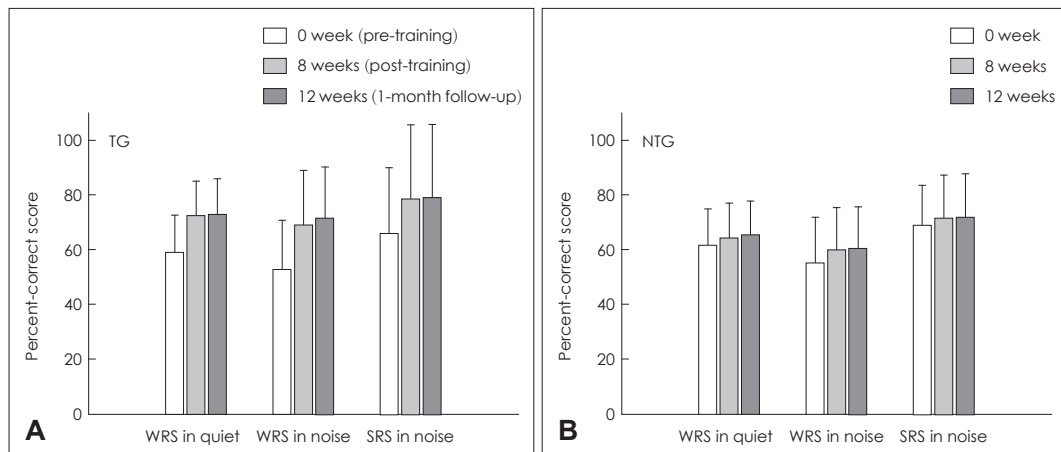 0 week (pre-training)
8 weeks (post-training)
12 weeks (1-month follow-up)
TG
Percent-correct score
100
80
60
40
20
0
WRS in quiet
WRS in noise
SRS in noise
A
0 week
8 weeks
12 weeks
NTG
Percent-correct score
100
80
60
40
20
0
WRS in quiet
WRS in noise
SRS in noise
B